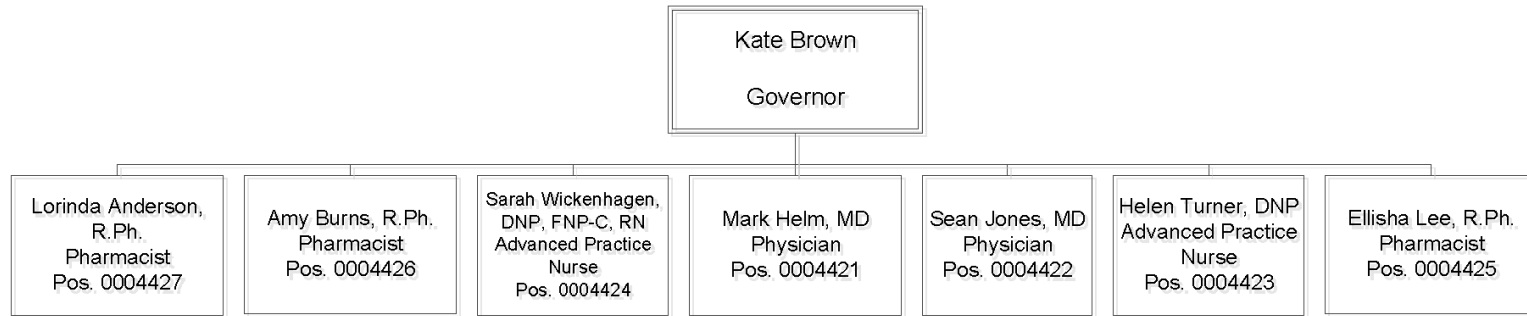 Kate Brown
Governor
Lorinda Anderson,
R.Ph.
Pharmacist
Pos. 0004427
Amy Burns, R.Ph.
Pharmacist
Pos. 0004426
Sarah Wickenhagen,
DNP, FNP-C, RN
Advanced Practice
Nurse
Pos. 0004424
Mark Helm, MD
Physician
Pos. 0004421
Sean Jones, MD
Physician
Pos. 0004422
Helen Turner, DNP
Advanced Practice
Nurse
Pos. 0004423
Ellisha Lee, R.Ph.
Pharmacist
Pos. 0004425